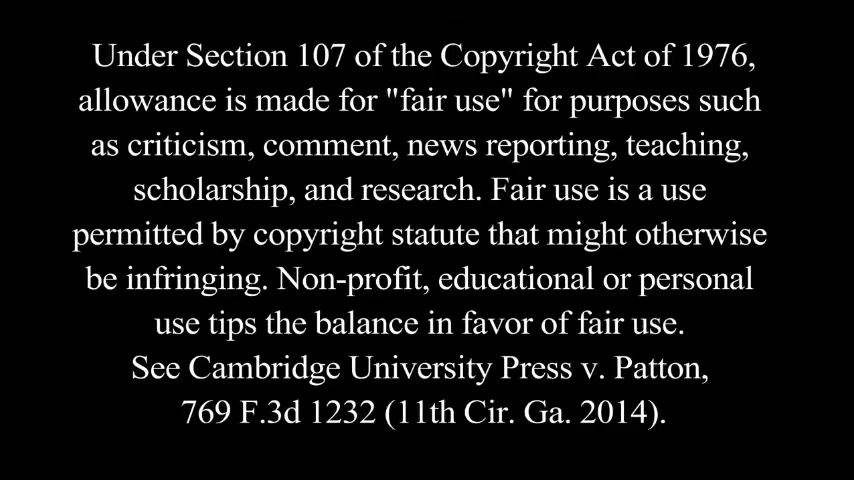 Under Section 107 of the Copyright Act of 1976,
allowance is made for "fair use" for purposes such
as criticism, comment, news reporting, teaching,
scholarship, and research. Fair use is a use
permitted by copyright statute that might otherwise
be infringing. Non-profit, educational or personal
use tips the balance in favor of fair use.
See Cambridge University Press v. Patton,
769 F.3d 1232 (11th Cir. Ga. 2014).